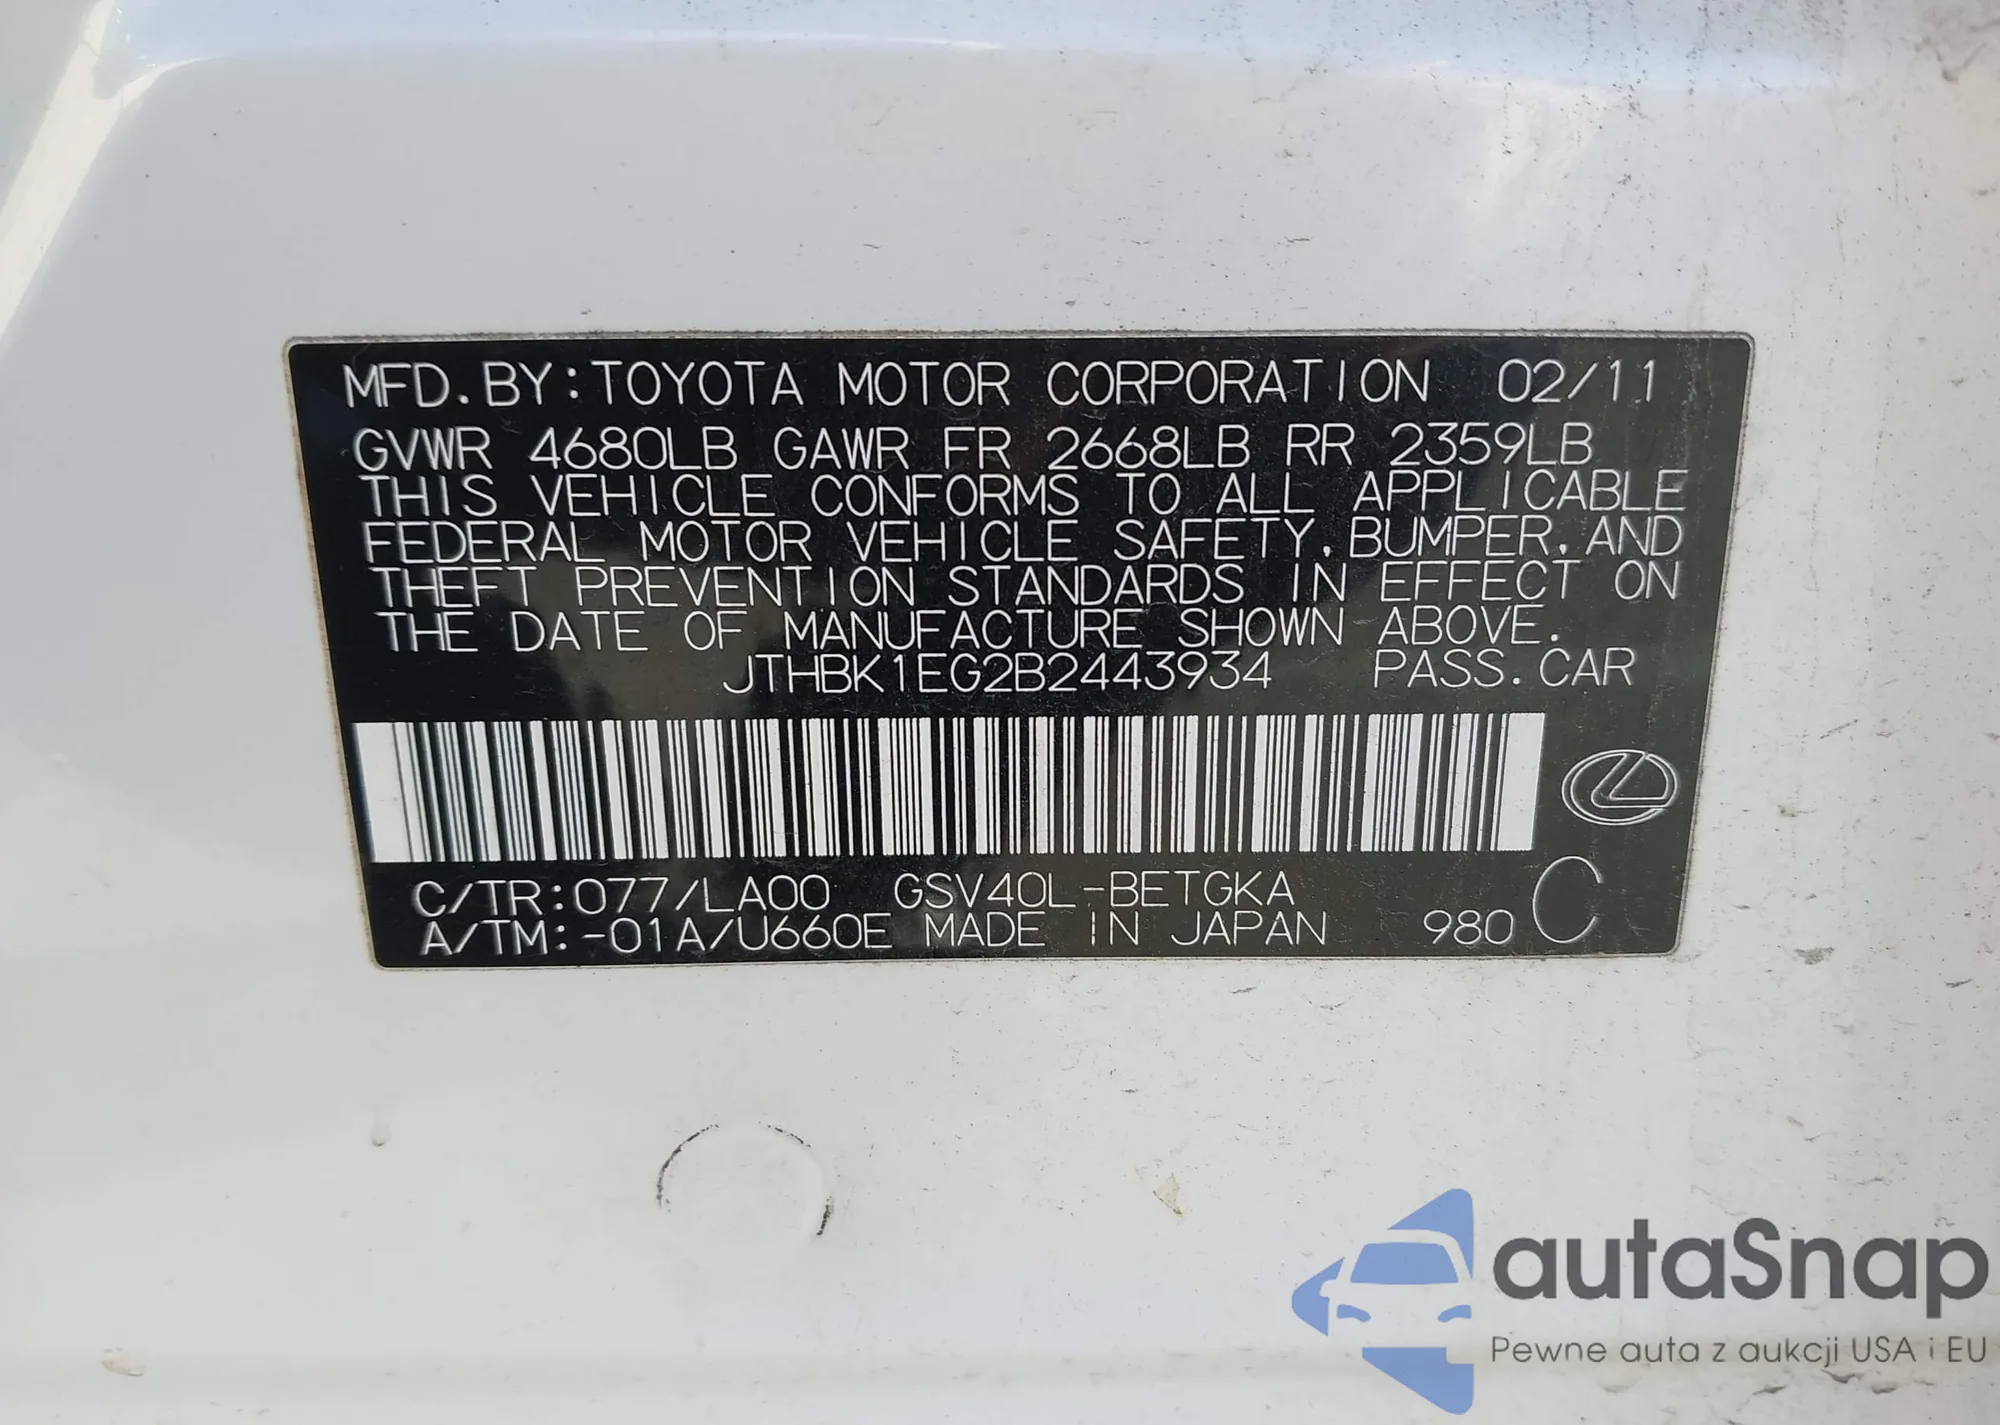 MFD. BY: TOYOTA MOTOR CORPORATION 02/11
GVWR 4680LB GAWR FR 2668LB RR 2359LB
THIS VEHICLE CONFORMS TO ALL APPLICABLE
FEDERAL MOTOR VEHICLE SAFETY, BUMPER, AND
THEFT PREVENTION STANDARDS IN EFFECT ON
THE DATE OF MANUFACTURE SHOWN ABOVE.
JTHBK1EG2B2443934 PASS. CAR
C/TR:077/LA00 GSV40L-BETGKA
A/TM:-01A/U660E MADE IN JAPAN 980 C
autaSnap
Pewne auta z aukcji USA i EU